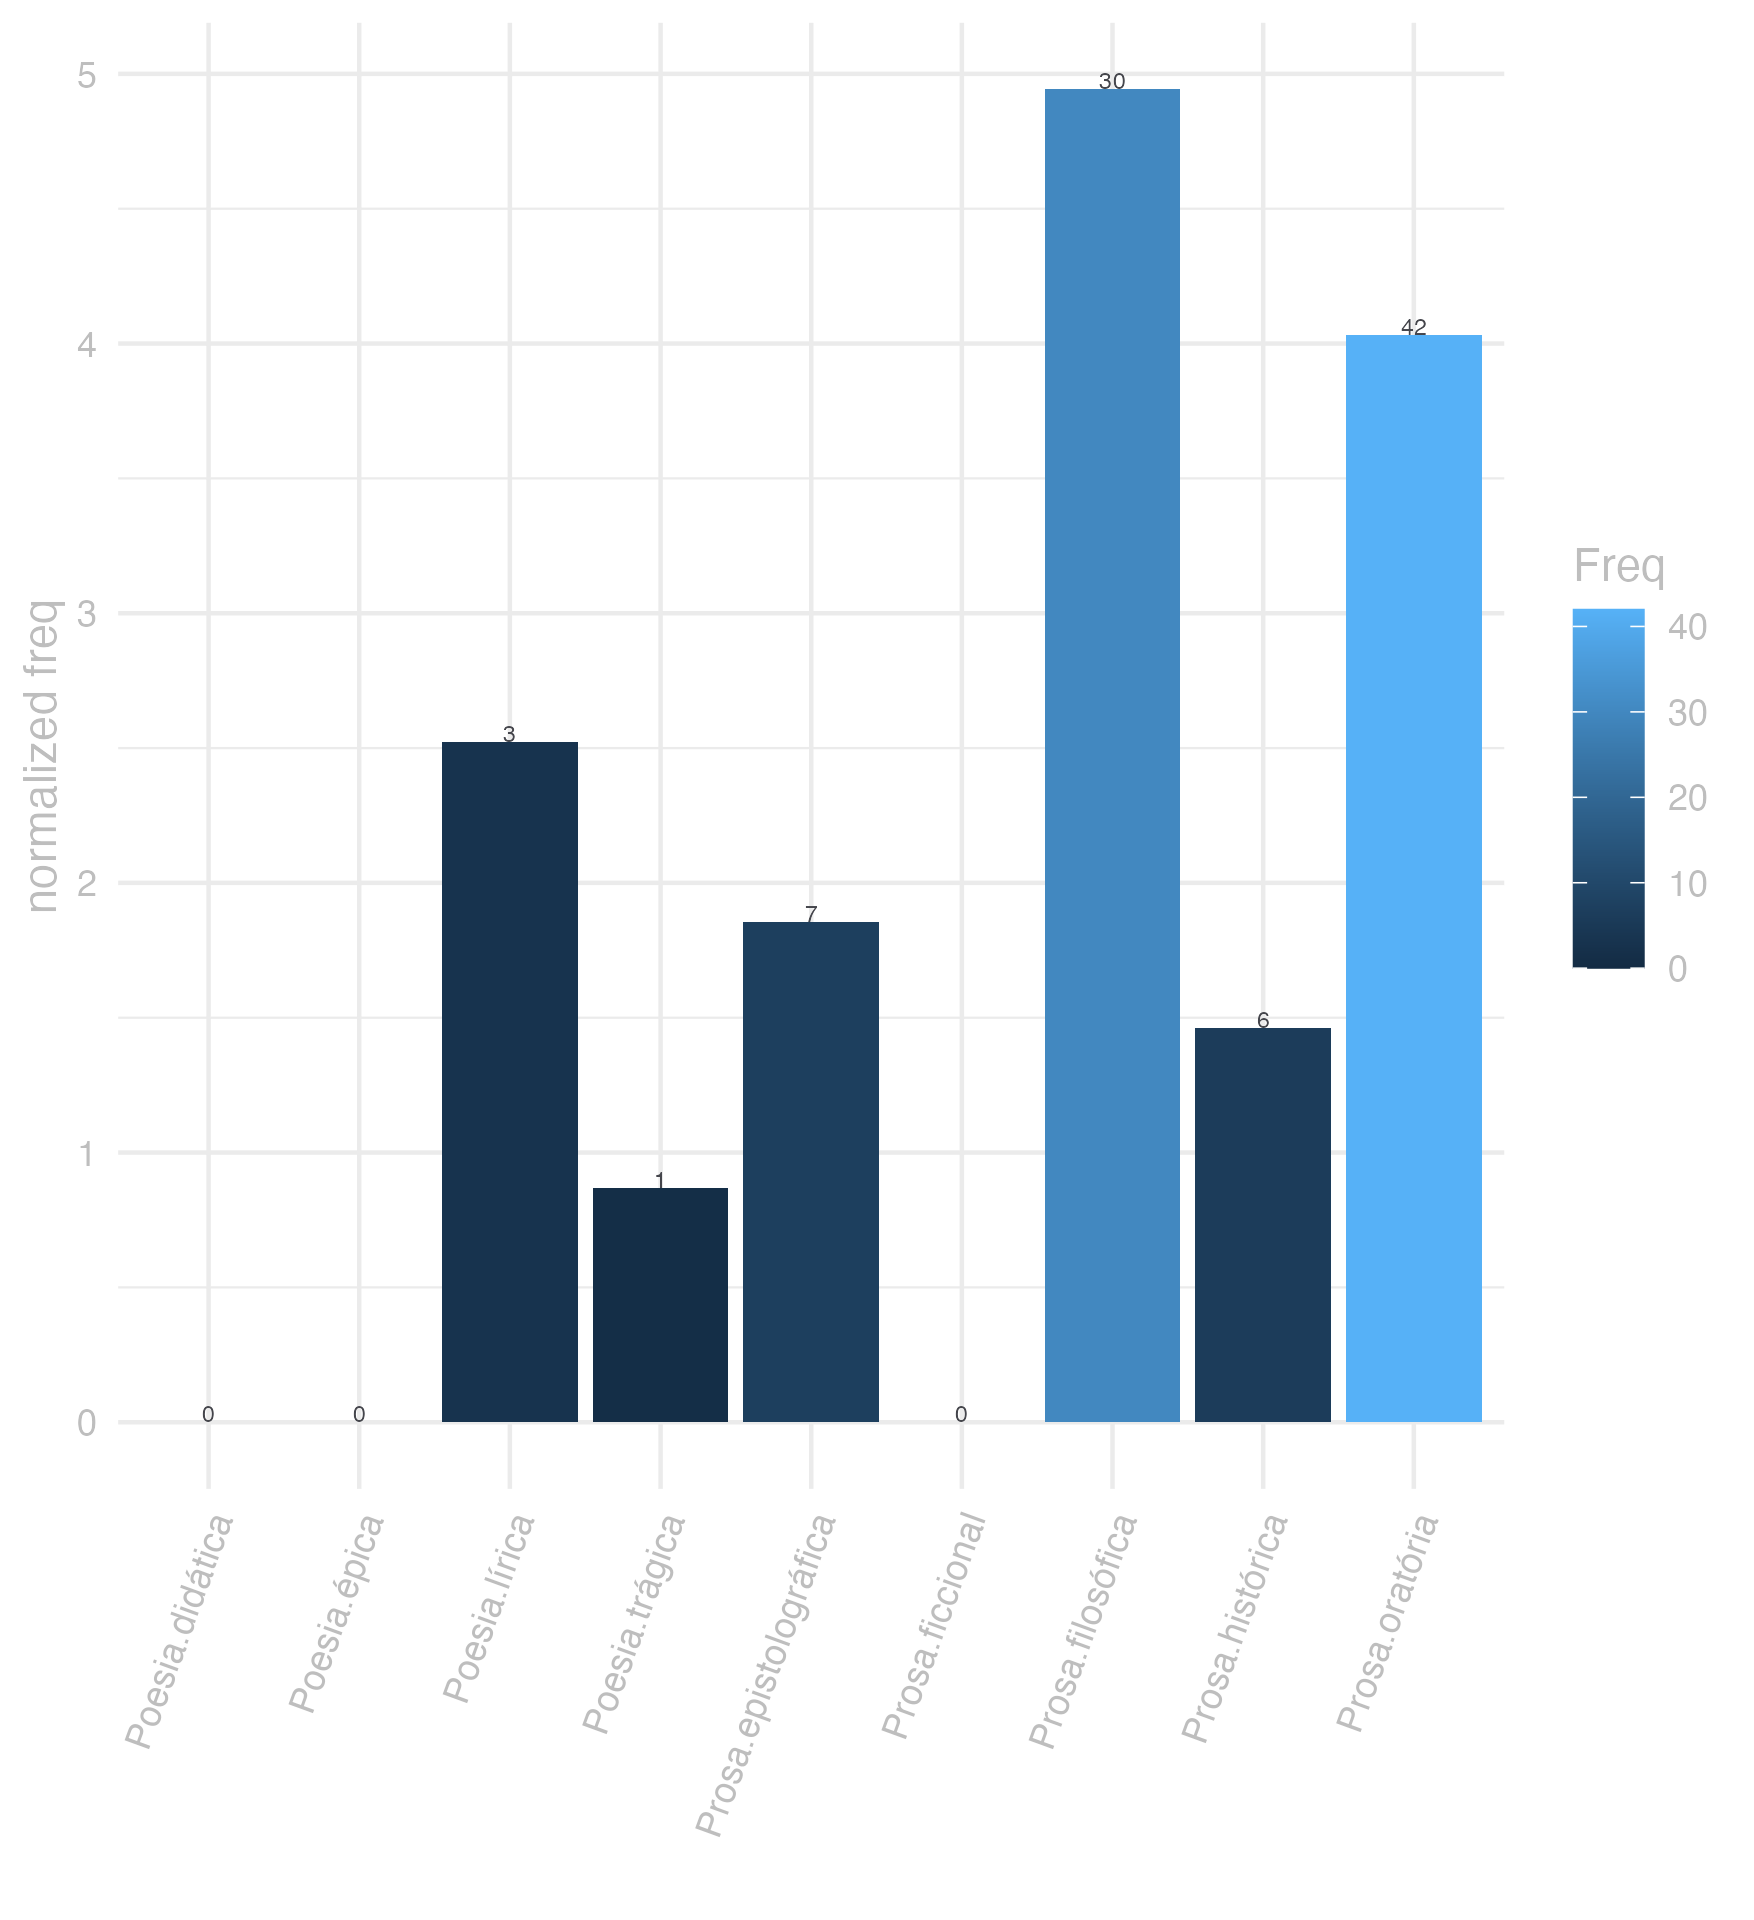 normalized freq
5
4
3
2
1
0
0
0
3
1
7
0
30
6
42
Poesia.didática
Poesia.épica
Poesia.lírica
Poesia.trágica
Prosa.epistolográfica
Prosa.ficcional
Prosa.filosófica
Prosa.histórica
Prosa.oratória
Freq
40
30
20
10
0